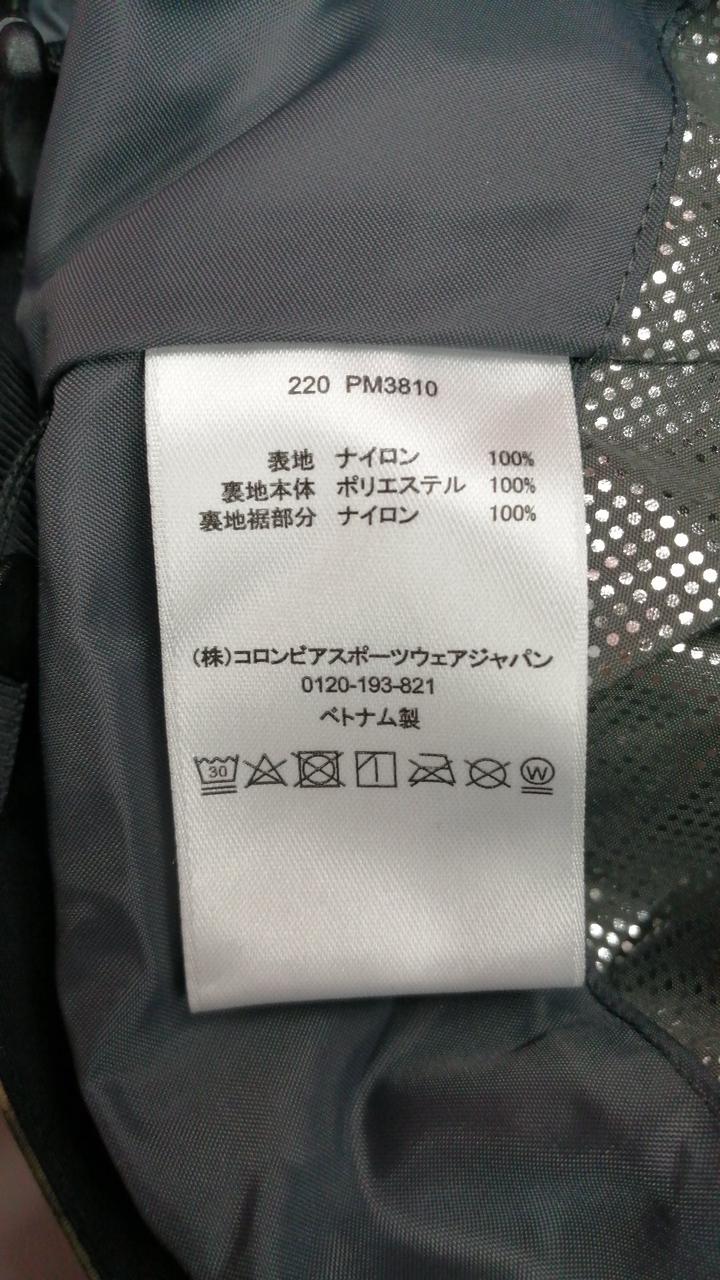 220 PM3810
表地 ナイロン 100%
裏地本体 ポリエステル 100%
裏地裾部分 ナイロン 100%
(株)コロンビアスポーツウェアジャパン
0120-193-821
ベトナム製
30 W